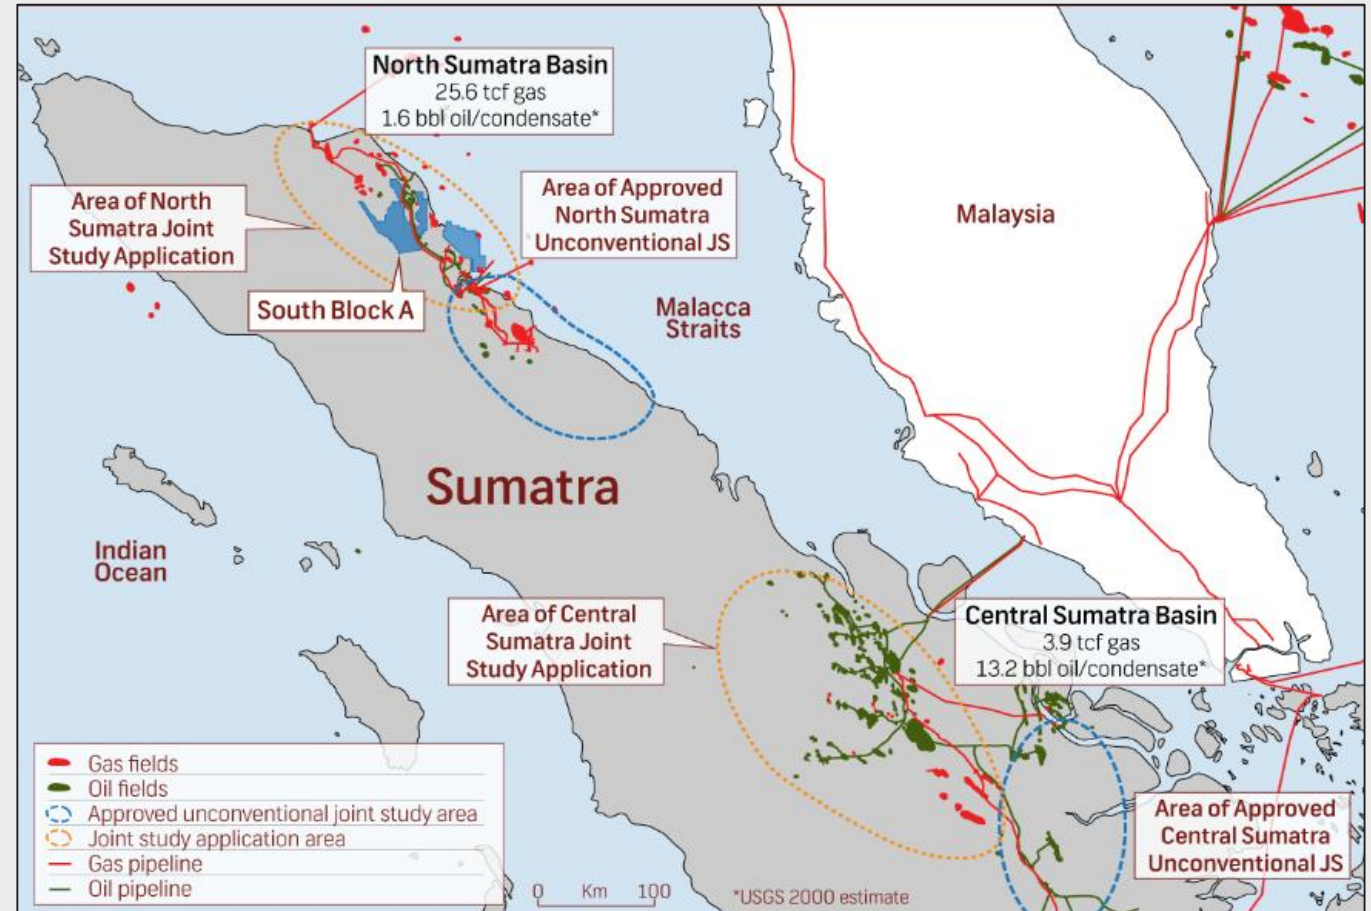 North Sumatra Basin
25.6 tcf gas
1.6 bbl oil/condensate*
Area of North
Sumatra Joint
Study Application
Area of Approved
North Sumatra
Unconventional JS
Malaysia
South Block A
Malacca
Straits
Sumatra
Indian
Ocean
Area of Central
Sumatra Joint
Study Application
Central Sumatra Basin
3.9 tcf gas
13.2 bbl oil/condensate*
Gas fields
Oil fields
Approved unconventional joint study area
Joint study application area
Gas pipeline
Oil pipeline
Area of Approved
Central Sumatra
Unconventional JS
0 Km 100
*USGS 2000 estimate